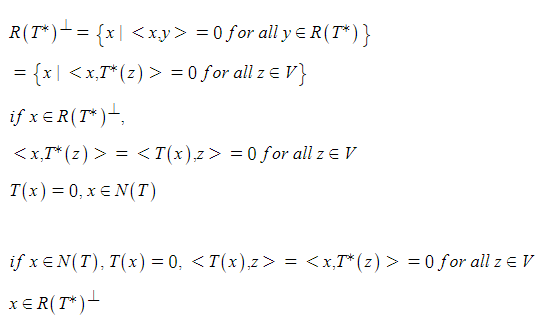 R(T*)⊥ = {x | <x,y> = 0 for all y ∈ R(T*)}
= {x | <x,T*(z)> = 0 for all z ∈ V}
if x ∈ R(T*)⊥,
<x,T*(z)> = <T(x),z> = 0 for all z ∈ V
T(x) = 0, x ∈ N(T)
if x ∈ N(T), T(x) = 0, <T(x),z> = <x,T*(z)> = 0 for all z ∈ V
x ∈ R(T*)⊥